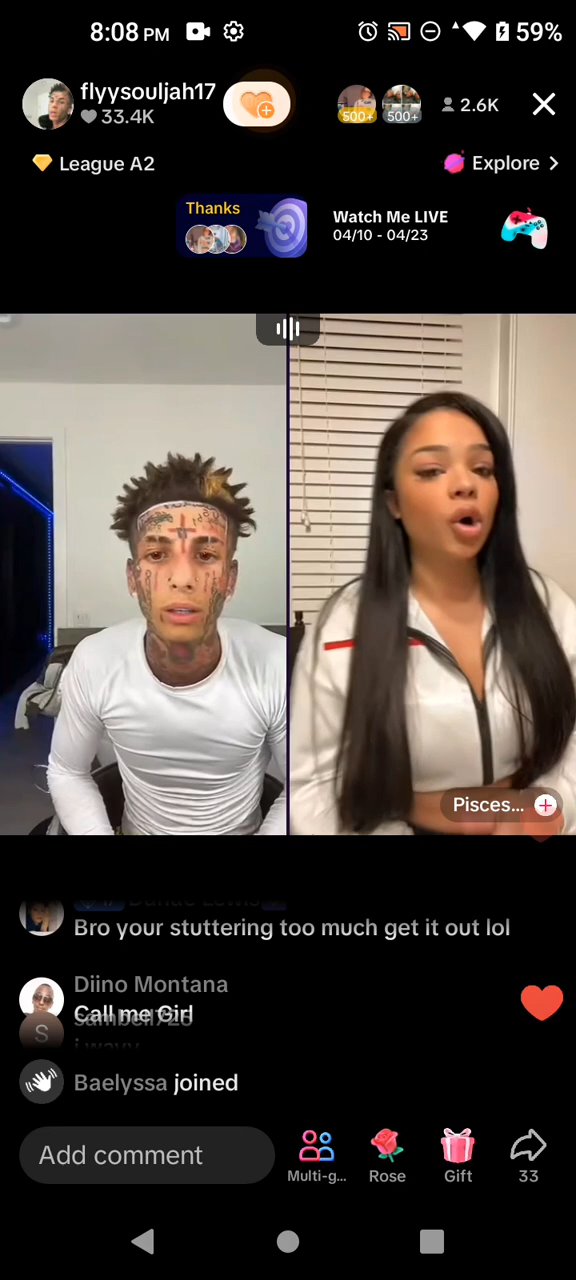 8:08 PM 59%
flyysouljah17
33.4K
500+ 500+ 2.6K
League A2 Explore >
Thanks
Watch Me LIVE
04/10 - 04/23
Pisces...
Bro your stuttering too much get it out lol
Diino Montana
Call me Girl
S
i wavy
Baelyssa joined
Add comment
Multi-g... Rose Gift 33